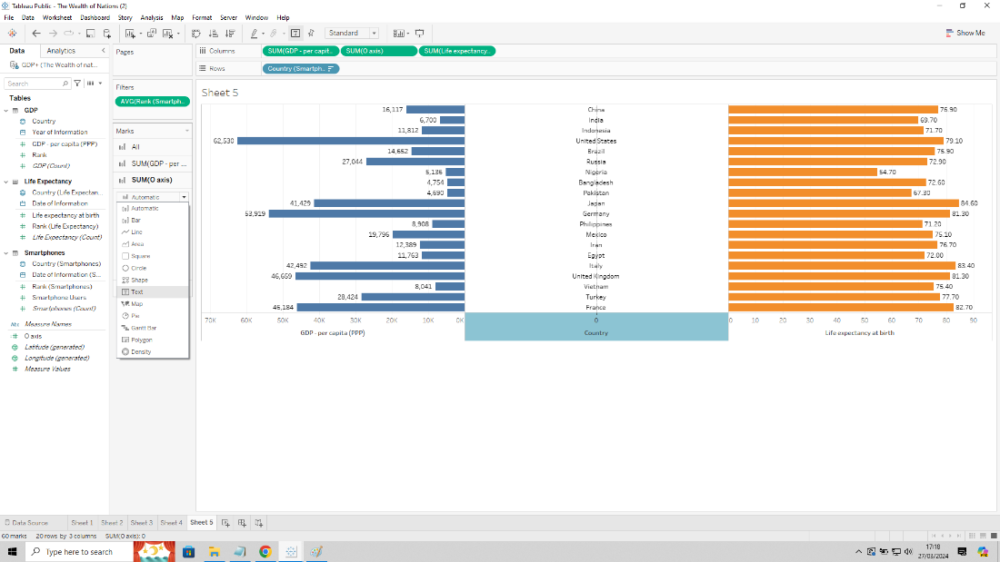 Tableau Public - The Wealth of Nations (2)
File Data Worksheet Dashboard Story Analysis Map Format Server Window Help
Standard
Show Me
Data Analytics
GDP+ (The Wealth of nat...
Search
Tables
GDP
Country
Year of Information
GDP - per capita (PPP)
Rank
GDP (Count)
Life Expectancy
Country (Life Expectan...
Date of Information
Life expectancy at birth
Rank (Life Expectancy)
Life Expectancy (Count)
Smartphones
Country (Smartphones)
Date of Information (S...
Rank (Smartphones)
Smartphone Users
Smartphones (Count)
Abc Measure Names
O axis
Latitude (generated)
Longitude (generated)
Measure Values
Pages
Filters
AVG(Rank (Smartph..
Marks
All
SUM(GDP - per ...
SUM(O axis)
Automatic
Automatic
Bar
Line
Area
Square
Circle
Shape
Text
Map
Pie
Gantt Bar
Polygon
Density
Columns SUM(GDP - per capit.. SUM(O axis) SUM(Life expectancy..
Rows Country (Smartph..
Sheet 5
16,117 China 76.90
6,700 India 69.70
11,812 Indonesia 71.70
62,530 United States 79.10
14,652 Brazil 75.90
27,044 Russia 72.90
5,136 Nigeria 54.70
4,754 Bangladesh 72.60
4,690 Pakistan 67.30
41,429 Japan 84.60
53,919 Germany 81.30
8,908 Philippines 71.20
19,796 Mexico 75.10
12,389 Iran 76.70
11,763 Egypt 72.00
42,492 Italy 83.40
46,659 United Kingdom 81.30
8,041 Vietnam 75.40
28,424 Turkey 77.70
46,184 France 82.70
70K 60K 50K 40K 30K 20K 10K 0K 0 0 10 20 30 40 50 60 70 80 90
GDP - per capita (PPP) Country Life expectancy at birth
Data Source Sheet 1 Sheet 2 Sheet 3 Sheet 4 Sheet 5
60 marks 20 rows by 3 columns SUM(O axis): 0
Type here to search
17:18
27/03/2024